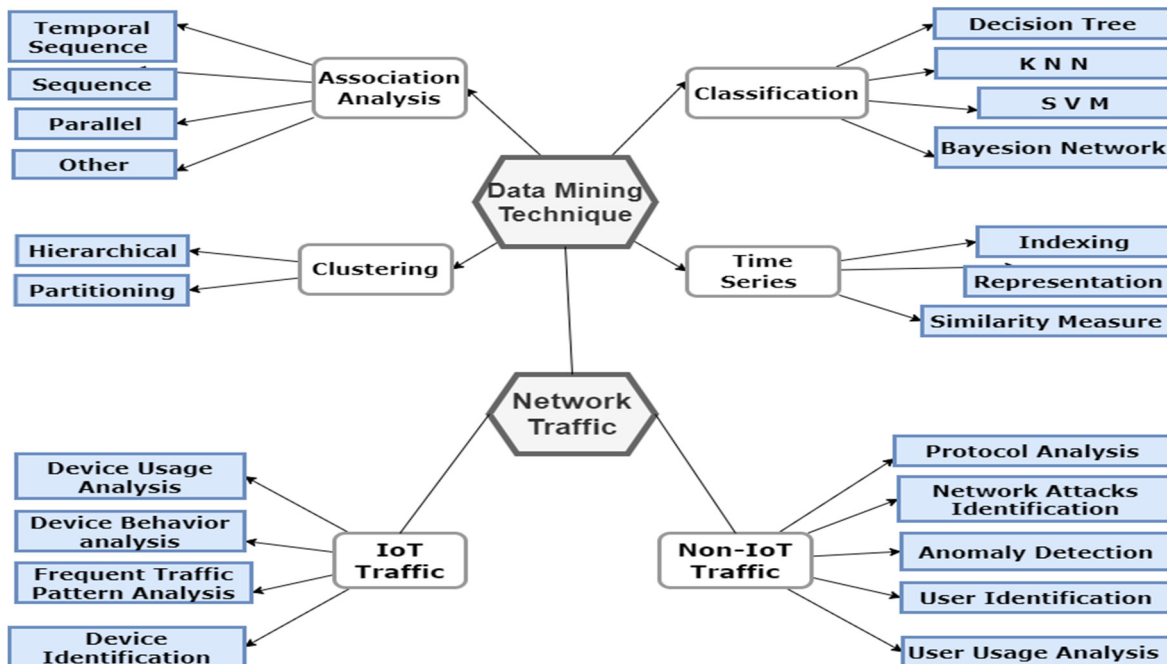 Temporal
Sequence
Sequence
Parallel
Other
Association
Analysis
Classification
Decision Tree
K N N
S V M
Bayesion Network
Data Mining
Technique
Hierarchical
Partitioning
Clustering
Time
Series
Indexing
Representation
Similarity Measure
Network
Traffic
Device Usage
Analysis
Device Behavior
analysis
Frequent Traffic
Pattern Analysis
Device
Identification
IoT
Traffic
Non-IoT
Traffic
Protocol Analysis
Network Attacks
Identification
Anomaly Detection
User Identification
User Usage Analysis